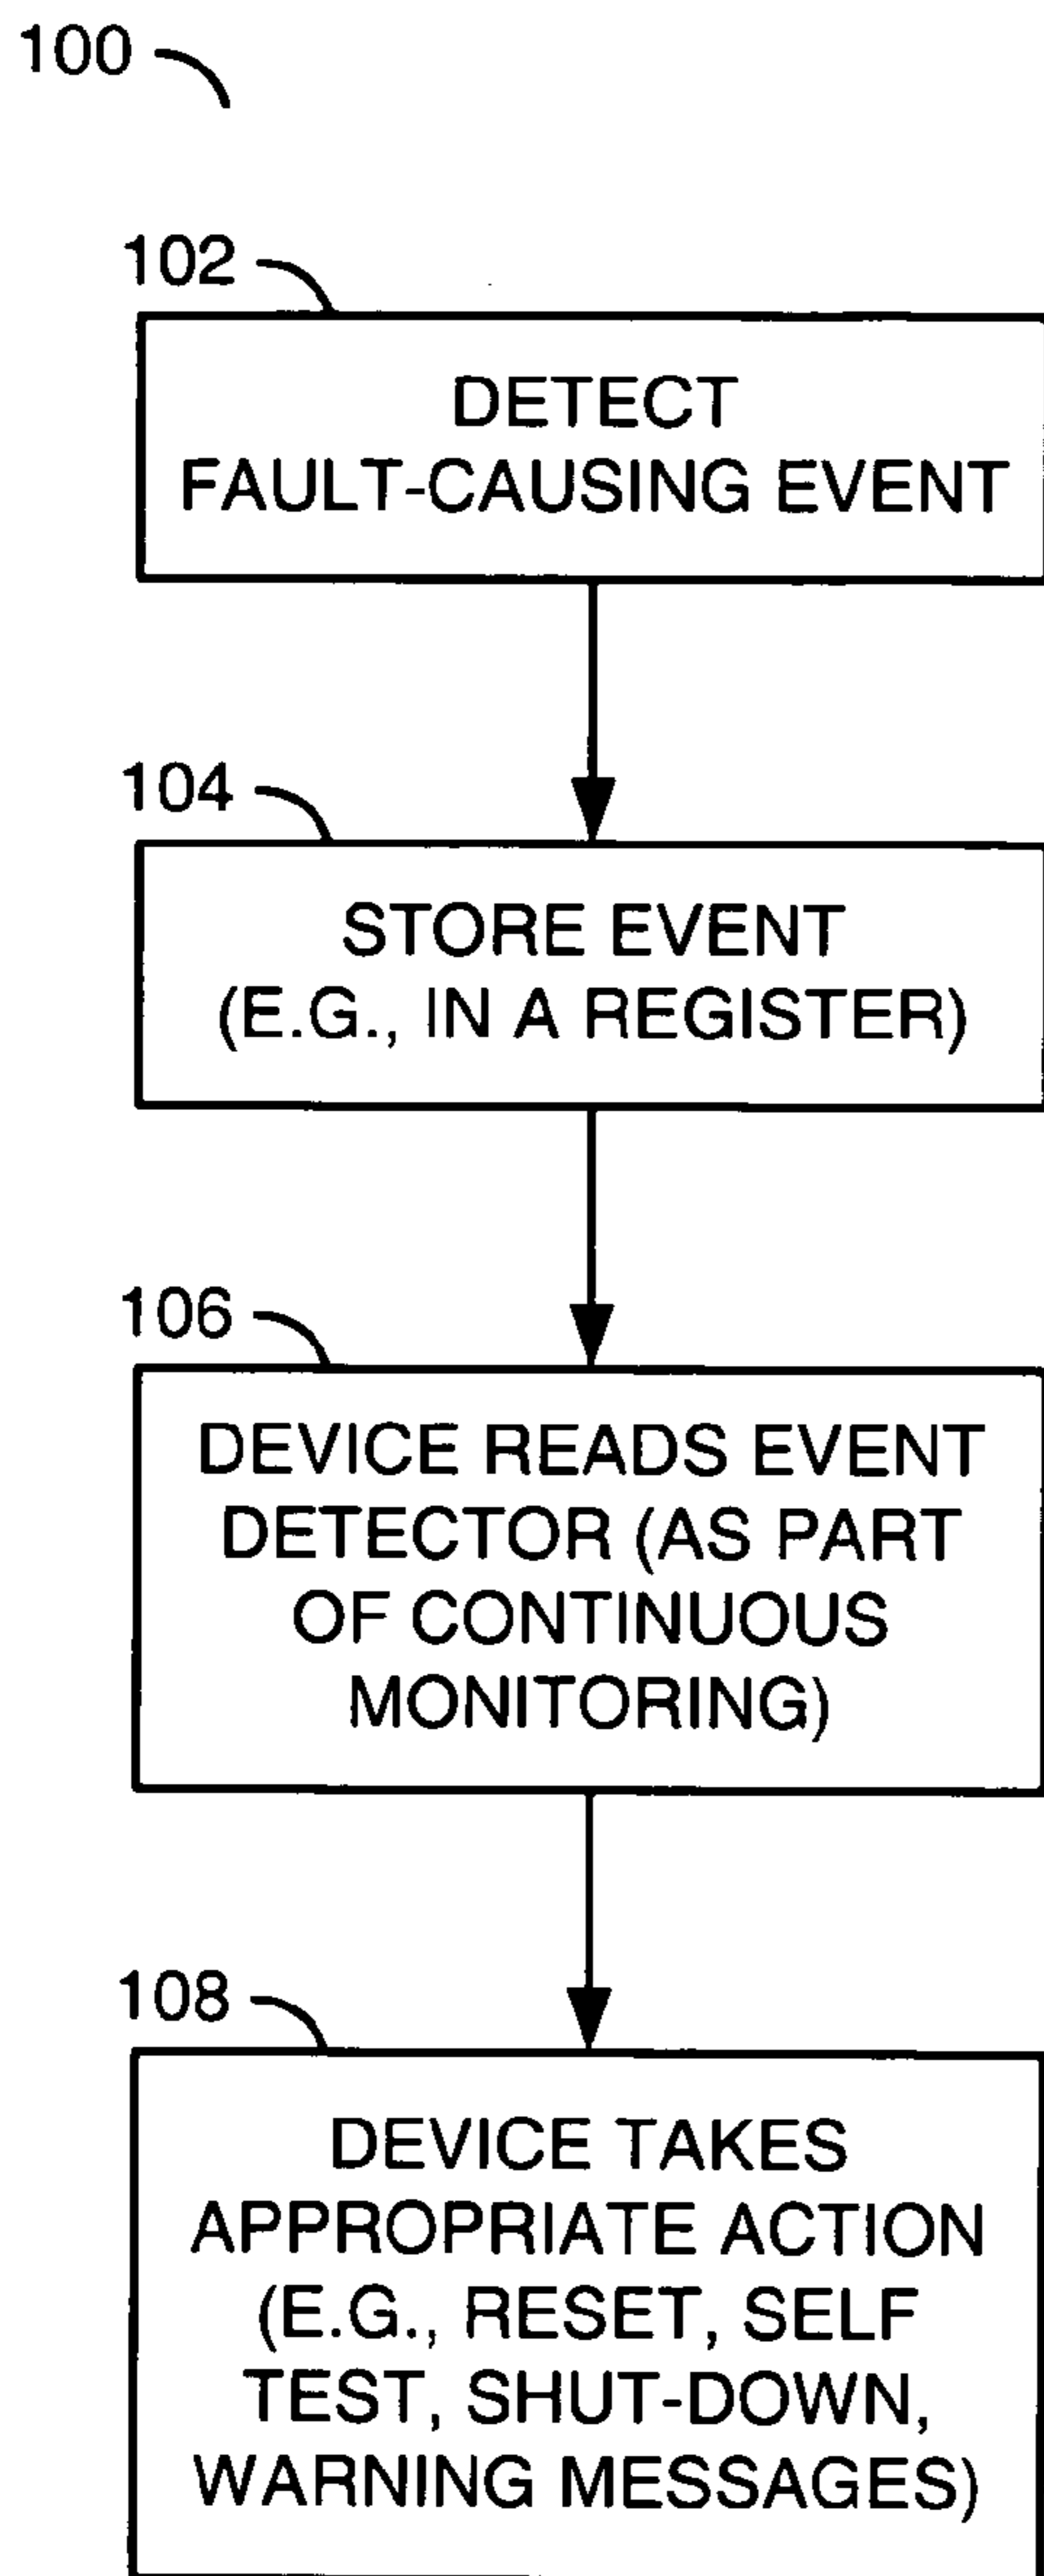 100
102
DETECT
FAULT-CAUSING EVENT
104
STORE EVENT
(E.G., IN A REGISTER)
106
DEVICE READS EVENT
DETECTOR (AS PART
OF CONTINUOUS
MONITORING)
108
DEVICE TAKES
APPROPRIATE ACTION
(E.G., RESET, SELF
TEST, SHUT-DOWN,
WARNING MESSAGES)